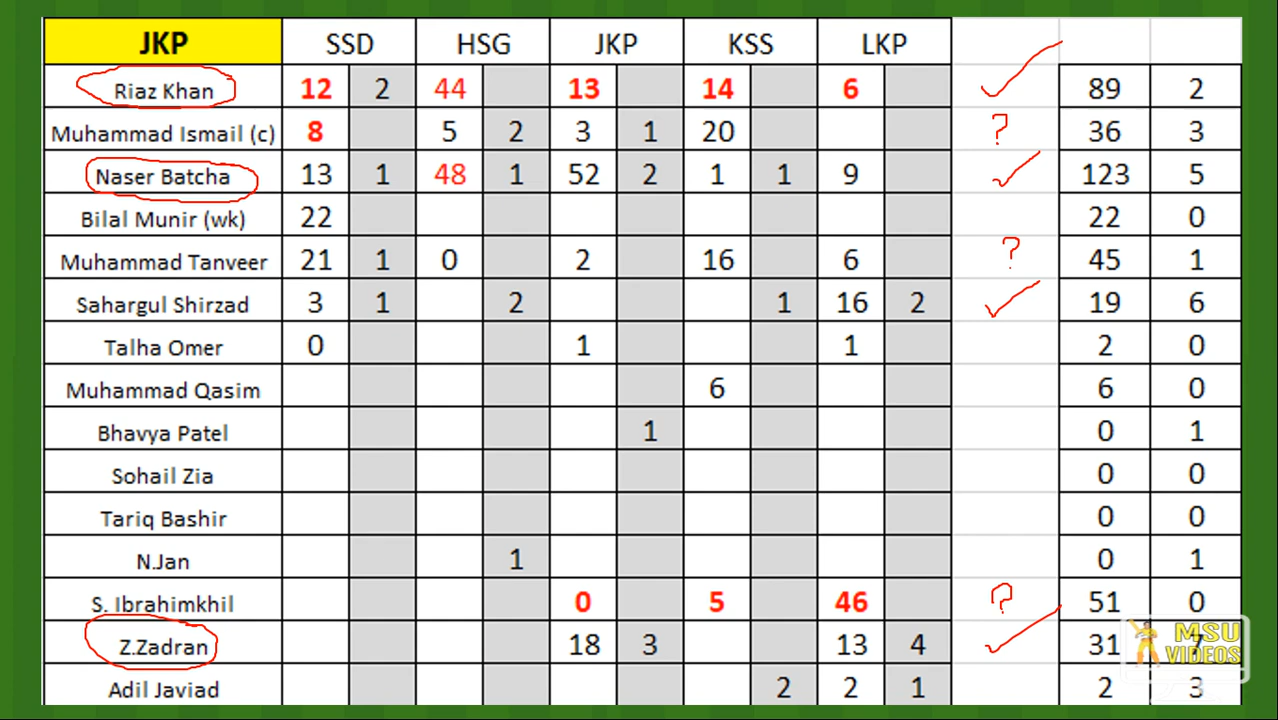 JKP SSD HSG JKP KSS LKP
Riaz Khan 12 2 44 13 14 6 89 2
Muhammad Ismail (c) 8 5 2 3 1 20 ? 36 3
Naser Batcha 13 1 48 1 52 2 1 1 9 123 5
Bilal Munir (wk) 22 22 0
Muhammad Tanveer 21 1 0 2 16 6 ? 45 1
Sahargul Shirzad 3 1 2 1 16 2 19 6
Talha Omer 0 1 1 2 0
Muhammad Qasim 6 6 0
Bhavya Patel 1 0 1
Sohail Zia 0 0
Tariq Bashir 0 0
N.Jan 1 0 1
S. Ibrahimkhil 0 5 46 ? 51 0
Z.Zadran 18 3 13 4 31 7
Adil Javiad 2 2 1 2 3
MSU
VIDEOS